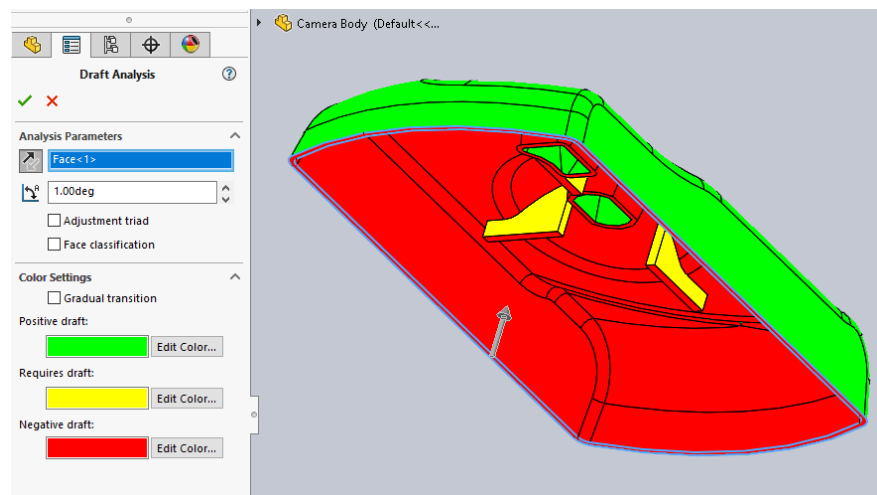 Camera Body (Default<<...
Draft Analysis
Analysis Parameters
Face<1>
1.00deg
Adjustment triad
Face classification
Color Settings
Gradual transition
Positive draft:
Edit Color...
Requires draft:
Edit Color...
Negative draft:
Edit Color...